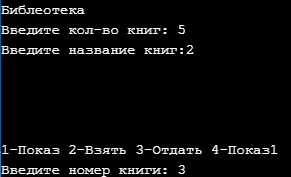 Библиотека
Введите кол-во книг: 5
Введите название книг:2
1-Показ 2-Взять 3-Отдать 4-Показ1
Введите номер книги: 3